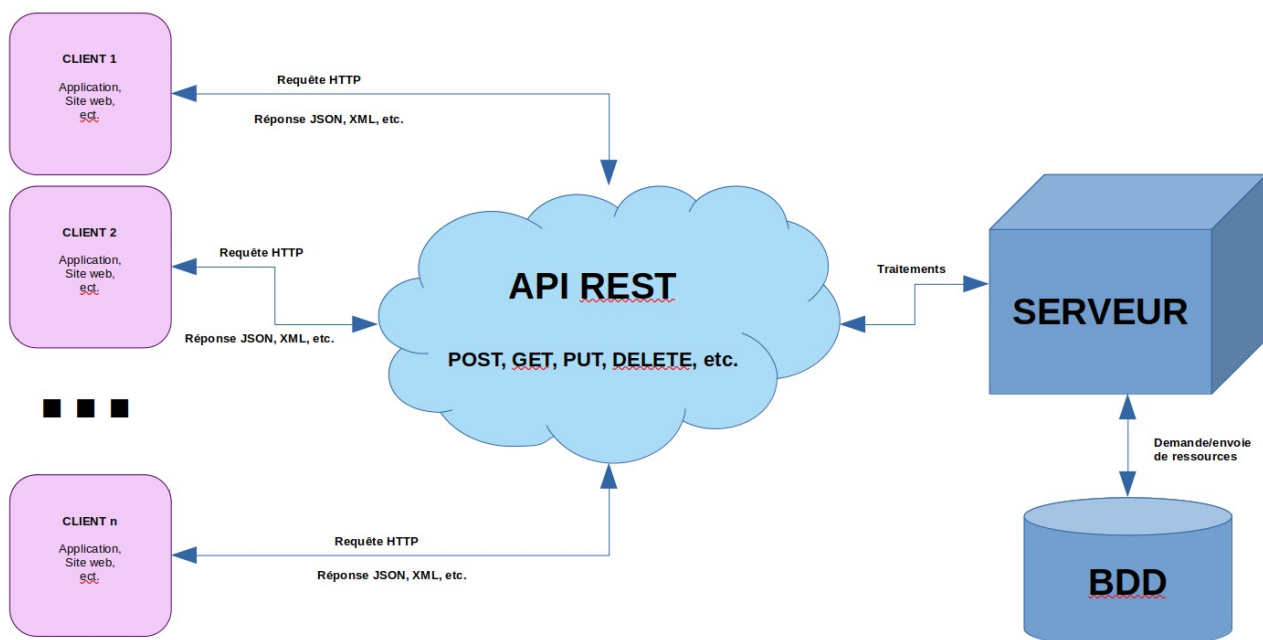 CLIENT 1
Application,
Site web,
ect.
Requête HTTP
Réponse JSON, XML, etc.
CLIENT 2
Application,
Site web,
ect.
Requête HTTP
Réponse JSON, XML, etc.
API REST
POST, GET, PUT, DELETE, etc.
Traitements
SERVEUR
Demande/envoie
de ressources
BDD
CLIENT n
Application,
Site web,
ect.
Requête HTTP
Réponse JSON, XML, etc.